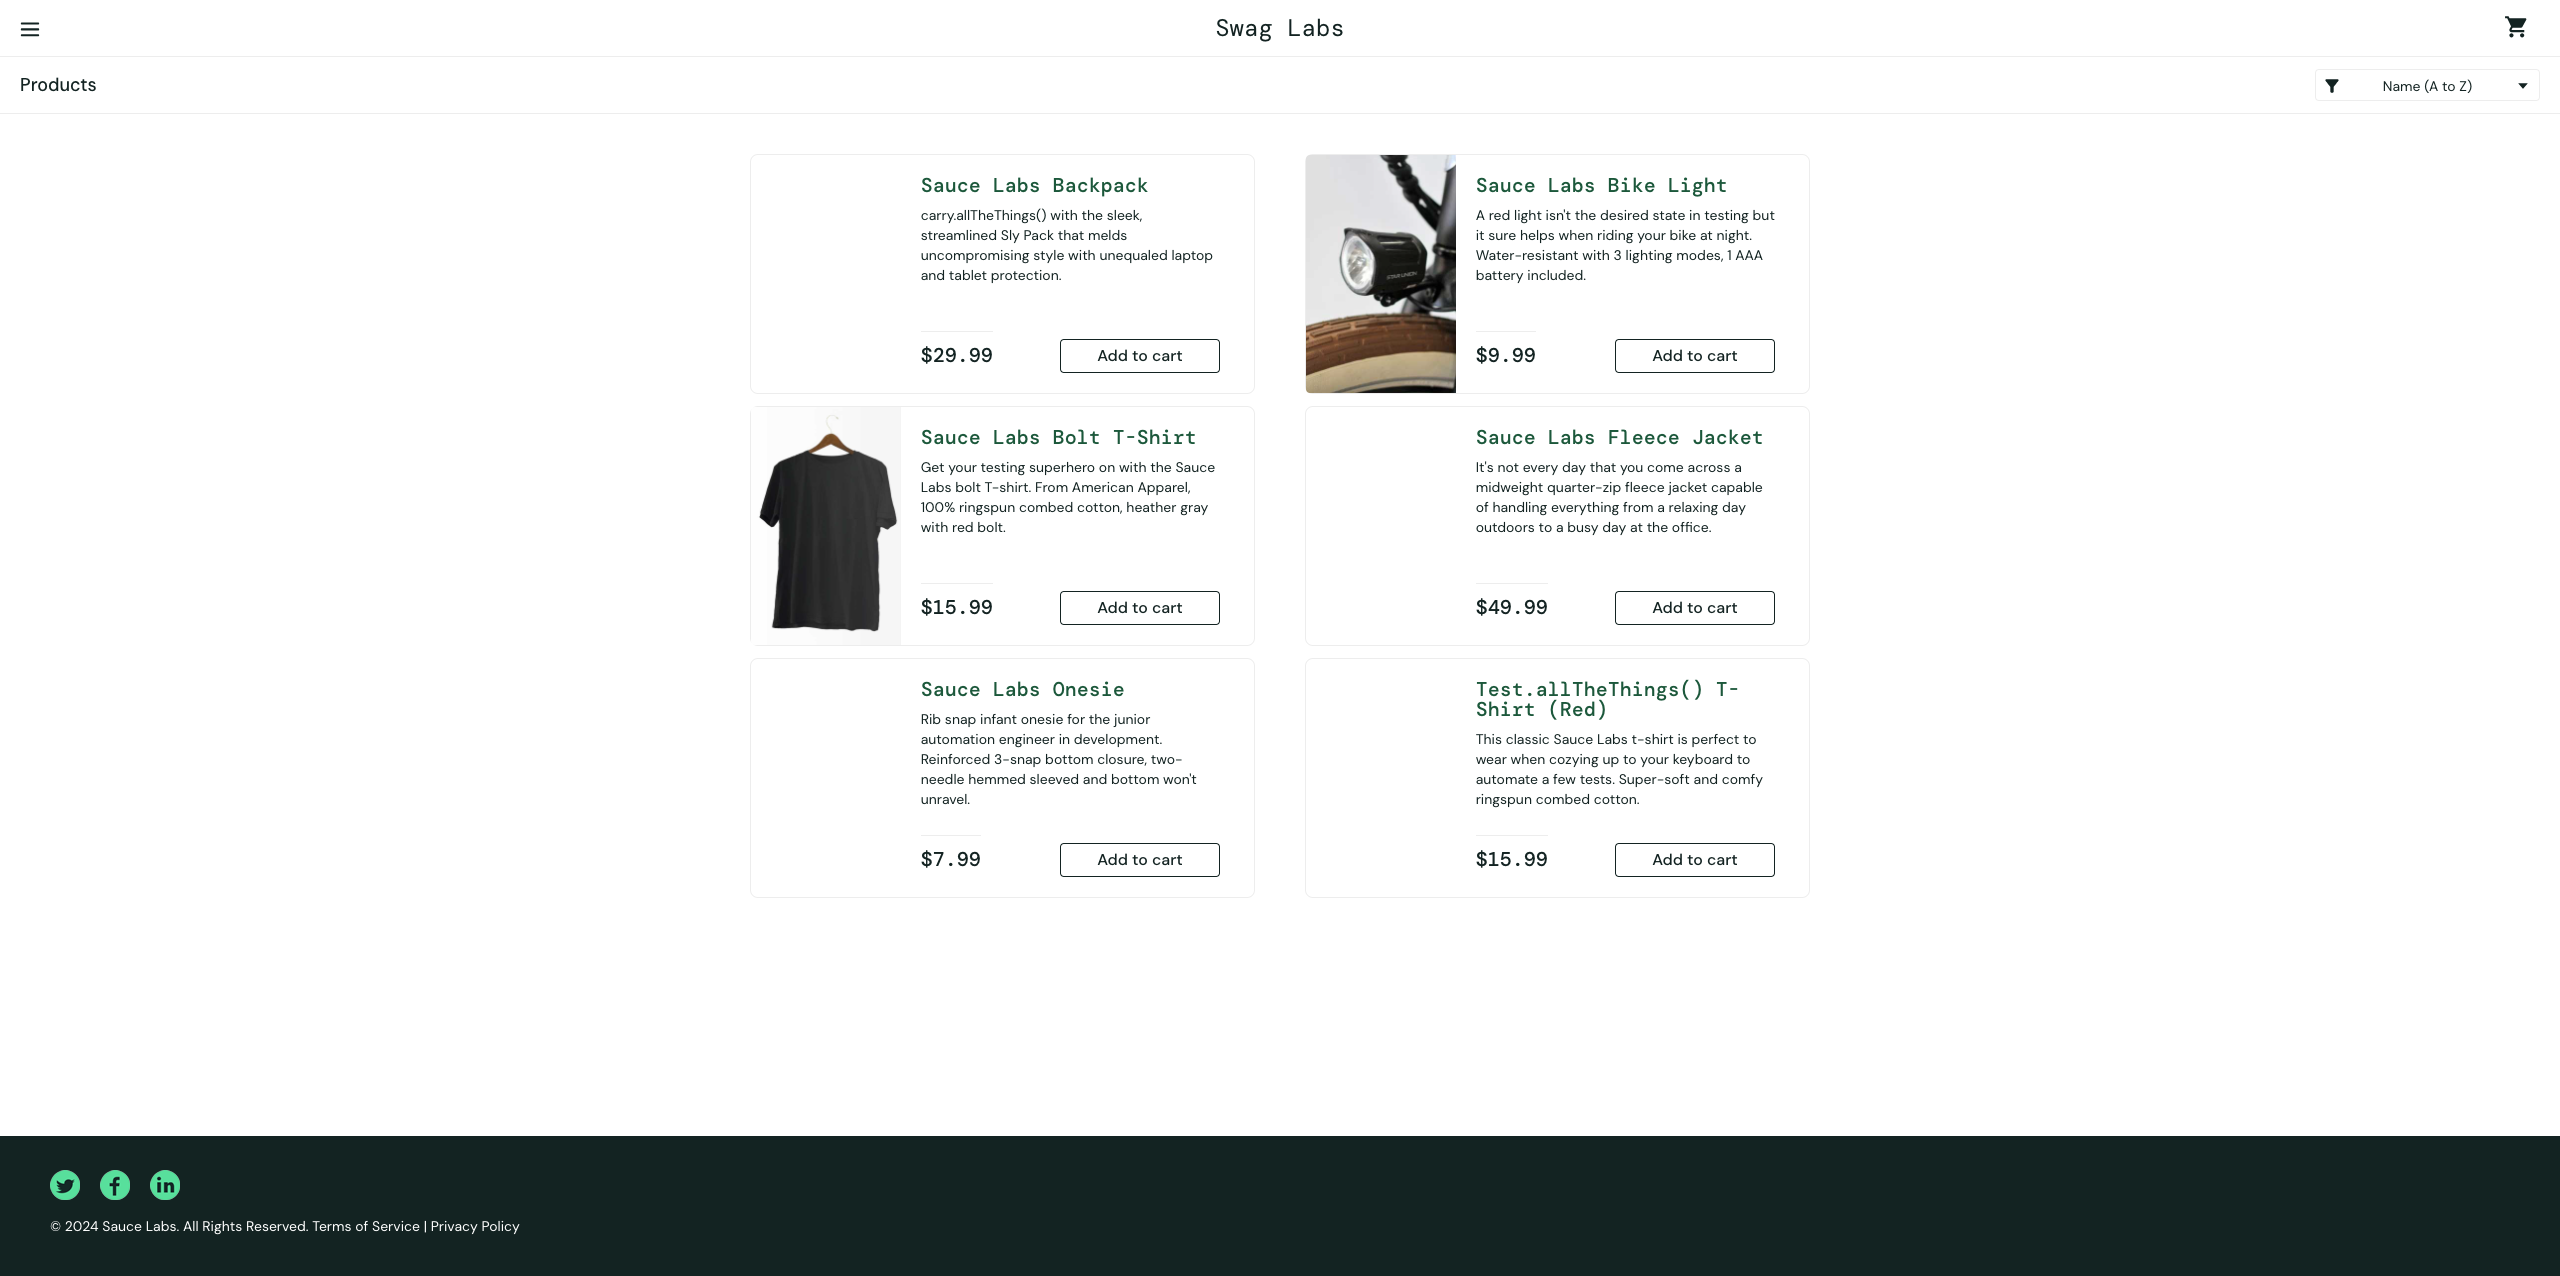 Swag Labs
Products
Name (A to Z)
Sauce Labs Backpack
carry.allTheThings() with the sleek,
streamlined Sly Pack that melds
uncompromising style with unequaled laptop
and tablet protection.
$29.99
Add to cart
Sauce Labs Bike Light
A red light isn't the desired state in testing but
it sure helps when riding your bike at night.
Water-resistant with 3 lighting modes, 1 AAA
battery included.
$9.99
Add to cart
Sauce Labs Bolt T-Shirt
Get your testing superhero on with the Sauce
Labs bolt T-shirt. From American Apparel,
100% ringspun combed cotton, heather gray
with red bolt.
$15.99
Add to cart
Sauce Labs Fleece Jacket
It's not every day that you come across a
midweight quarter-zip fleece jacket capable
of handling everything from a relaxing day
outdoors to a busy day at the office.
$49.99
Add to cart
Sauce Labs Onesie
Rib snap infant onesie for the junior
automation engineer in development.
Reinforced 3-snap bottom closure, two-
needle hemmed sleeved and bottom won't
unravel.
$7.99
Add to cart
Test.allTheThings() T-
Shirt (Red)
This classic Sauce Labs t-shirt is perfect to
wear when cozying up to your keyboard to
automate a few tests. Super-soft and comfy
ringspun combed cotton.
$15.99
Add to cart
© 2024 Sauce Labs. All Rights Reserved. Terms of Service | Privacy Policy